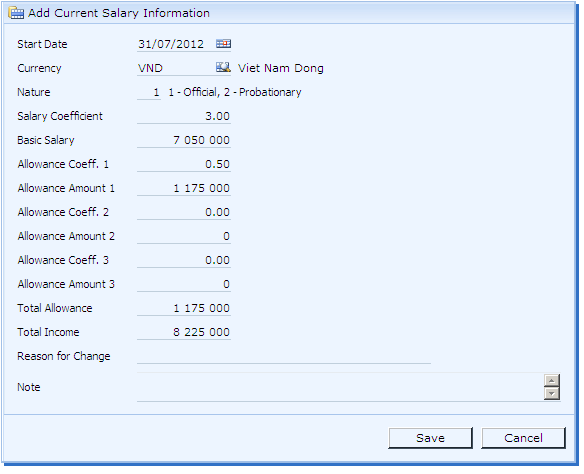 Add Current Salary Information
Start Date 31/07/2012
Currency VND Viet Nam Dong
Nature 1 1 - Official, 2 - Probationary
Salary Coefficient 3.00
Basic Salary 7 050 000
Allowance Coeff. 1 0.50
Allowance Amount 1 1 175 000
Allowance Coeff. 2 0.00
Allowance Amount 2 0
Allowance Coeff. 3 0.00
Allowance Amount 3 0
Total Allowance 1 175 000
Total Income 8 225 000
Reason for Change
Note
Save Cancel